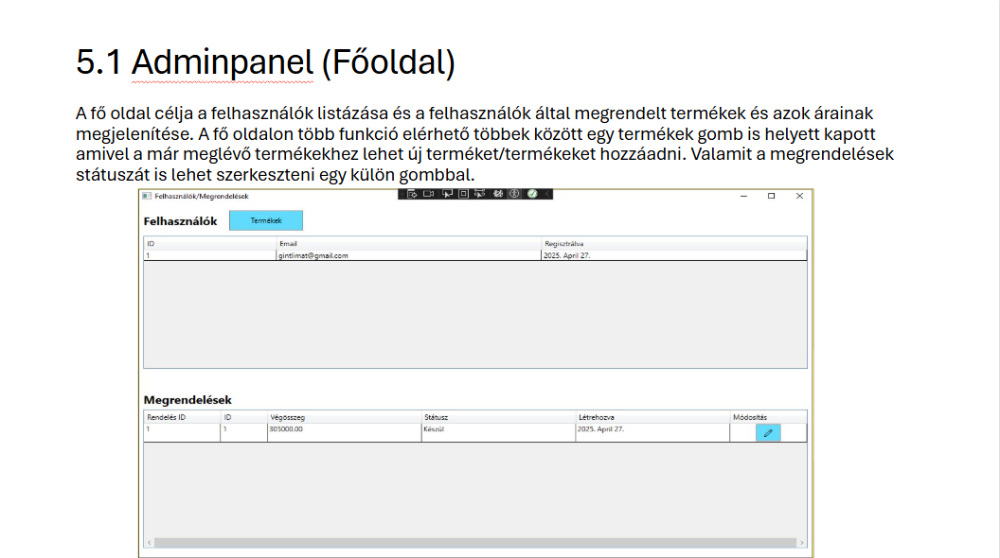 5.1 Adminpanel (Főoldal)
A fő oldal célja a felhasználók listázása és a felhasználók által megrendelt termékek és azok árainak
megjelenítése. A fő oldalon több funkció elérhető többek között egy termékek gomb is helyett kapott
amivel a már meglévő termékekhez lehet új terméket/termékeket hozzáadni. Valamit a megrendelések
státuszát is lehet szerkeszteni egy külön gombbal.
Felhasználók/Megrendelések
Felhasználók Termékek
ID Email Regisztrálva
1 gintlimat@gmail.com 2025. April 27.
Megrendelések
Rendelés ID ID Végösszeg Státusz Létrehozva Módosítás
1 1 305000.00 Készül 2025. April 27.